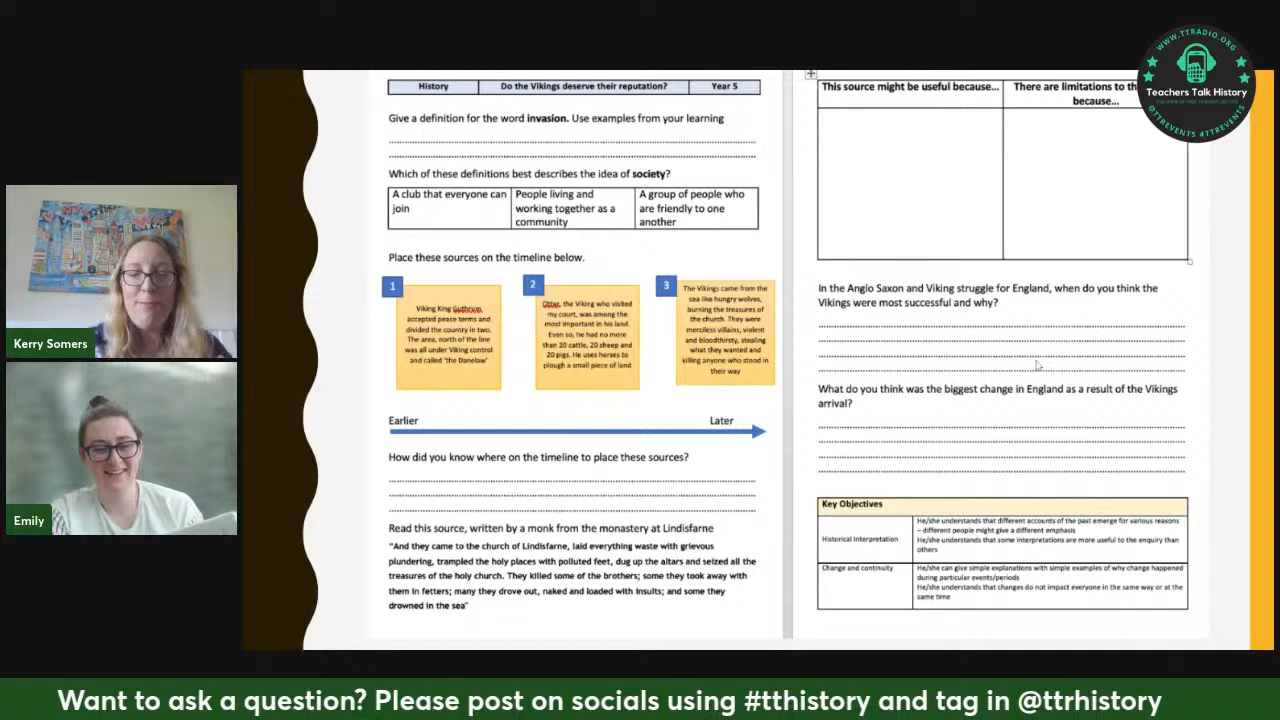 History
Do the Vikings deserve their reputation?
Year 5
Give a definition for the word invasion. Use examples from your learning
Which of these definitions best describes the idea of society?
A club that everyone can
join
People living and
working together as a
community
A group of people who
are friendly to one
another
Place these sources on the timeline below.
1
Viking King Guthrum
accepted peace terms and
divided the country in two.
The area, north of the line
was all under Viking control
and called "the Danelaw"
2
Ottar, the Viking who visited
my court, was among the
most important in his land.
Even so, he had no more
than 20 cattle, 20 sheep and
20 pigs. He uses horses to
plough a small piece of land
3
The Vikings came from the
sea like hungry wolves,
burning the treasures of
the church. They were
merciless villains, violent
and bloodthirsty, stealing
what they wanted and
killing anyone who stood in
their way
Earlier
Later
How did you know where on the timeline to place these sources?
Read this source, written by a monk from the monastery at Lindisfarne
"And they came to the church of Lindisfarne, laid everything waste with grievous
plundering, trampled the holy places with polluted feet, dug up the altars and seized all the
treasures of the holy church. They killed some of the brothers; some they took away with
them in fetters; many they drove out, naked and loaded with insults; and some they
drowned in the sea"
This source might be useful because...
There are limitations to th
because...
In the Anglo Saxon and Viking struggle for England, when do you think the
Vikings were most successful and why?
What do you think was the biggest change in England as a result of the Vikings
arrival?
Key Objectives
Historical Interpretation
He/she understands that different accounts of the past emerge for various reasons
– different people might give a different emphasis
He/she understands that some interpretations are more useful to the enquiry than
others
Change and continuity
He/she can give simple explanations with simple examples of why change happened
during particular events/periods
He/she understands that changes do not impact everyone in the same way or at the
same time
WWW.TTRADIO.ORG
Teachers Talk History
@TTREVENTS #TTREVENTS
Kerry Somers
Emily
Want to ask a question? Please post on socials using #tthistory and tag in @ttrhistory